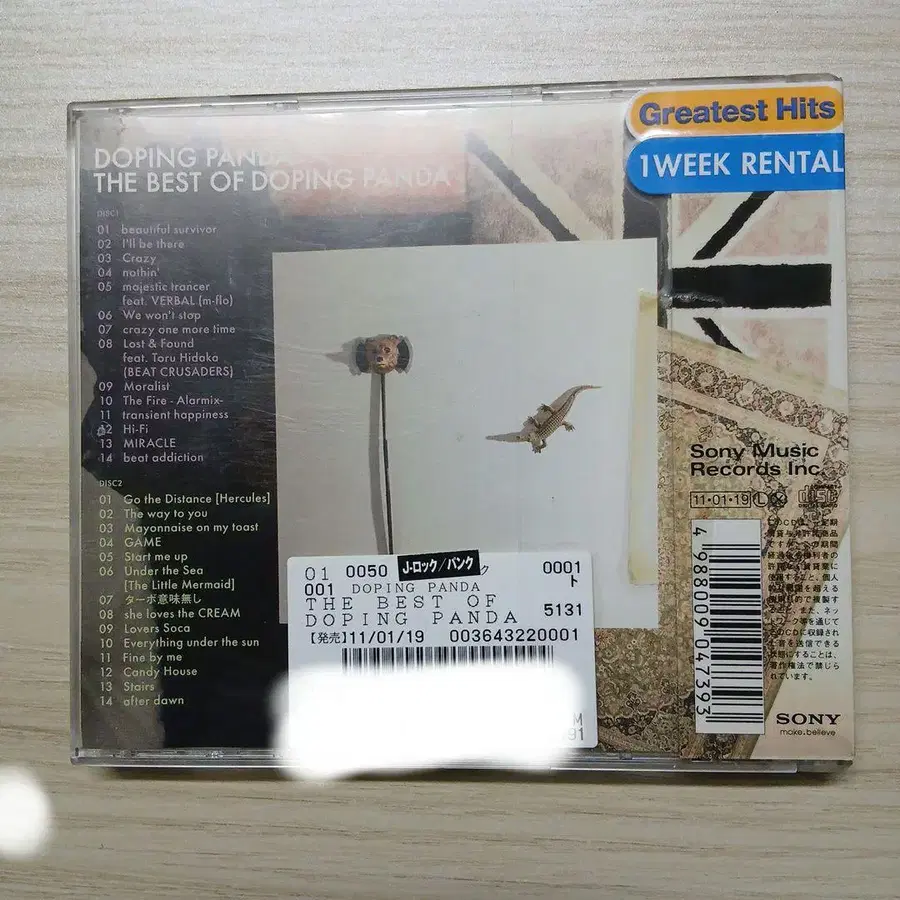 Greatest Hits
1 WEEK RENTAL
DOPING PANDA
THE BEST OF DOPING PANDA
DISC1
01 beautiful survivor
02 I'll be there
03 Crazy
04 nothin'
05 majestic trancer
feat. VERBAL (m-flo)
06 We won't stop
07 crazy one more time
08 Lost & Found
feat. Toru Hidaka
(BEAT CRUSADERS)
09 Moralist
10 The Fire - Alarmix-
11 transient happiness
12 Hi-Fi
13 MIRACLE
14 beat addiction
DISC2
01 Go the Distance [Hercules]
02 The way to you
03 Mayonnaise on my toast
04 GAME
05 Start me up
06 Under the Sea
[The Little Mermaid]
07 ターボ意味無し
08 she loves the CREAM
09 Lovers Soca
10 Everything under the sun
11 Fine by me
12 Candy House
13 Stairs
14 after dawn
Sony Music
Records Inc.
11・01・19 L X
disc
4 988009 047393
SONY
make.believe
J-ロック/パンク
01 0050 ク 0001
001 DOPING PANDA ト
THE BEST OF
DOPING PANDA 5131
【発売】11/01/19 003643220001
M
91